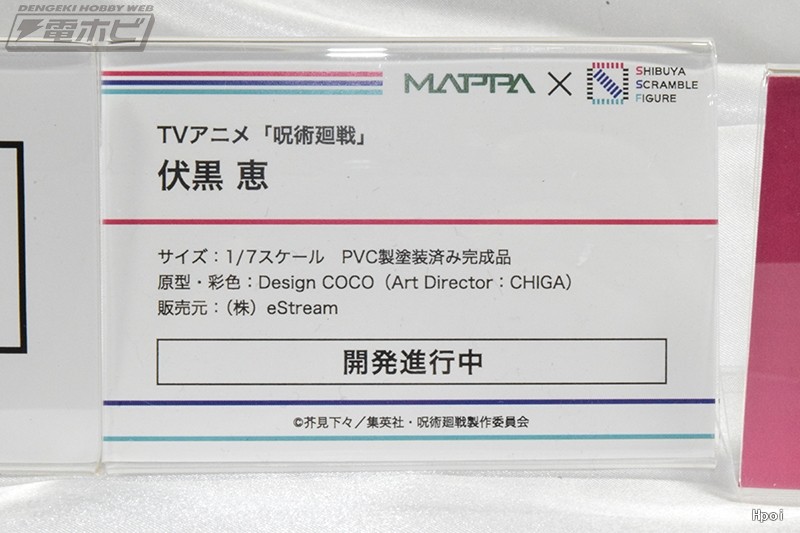 DENGEKI HOBBY WEB
電ホビ
MAPPA × SHIBUYA
SCRAMBLE
FIGURE
TVアニメ「呪術廻戦」
伏黒 恵
サイズ：1/7スケール　PVC製塗装済み完成品
原型・彩色：Design COCO（Art Director：CHIGA）
販売元：（株）eStream
開発進行中
©芥見下々／集英社・呪術廻戦製作委員会
Hpoi